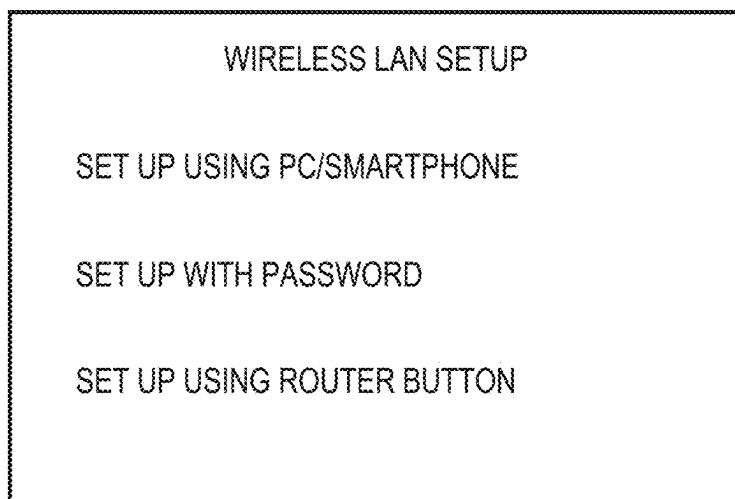 WIRELESS LAN SETUP
SET UP USING PC/SMARTPHONE
SET UP WITH PASSWORD
SET UP USING ROUTER BUTTON